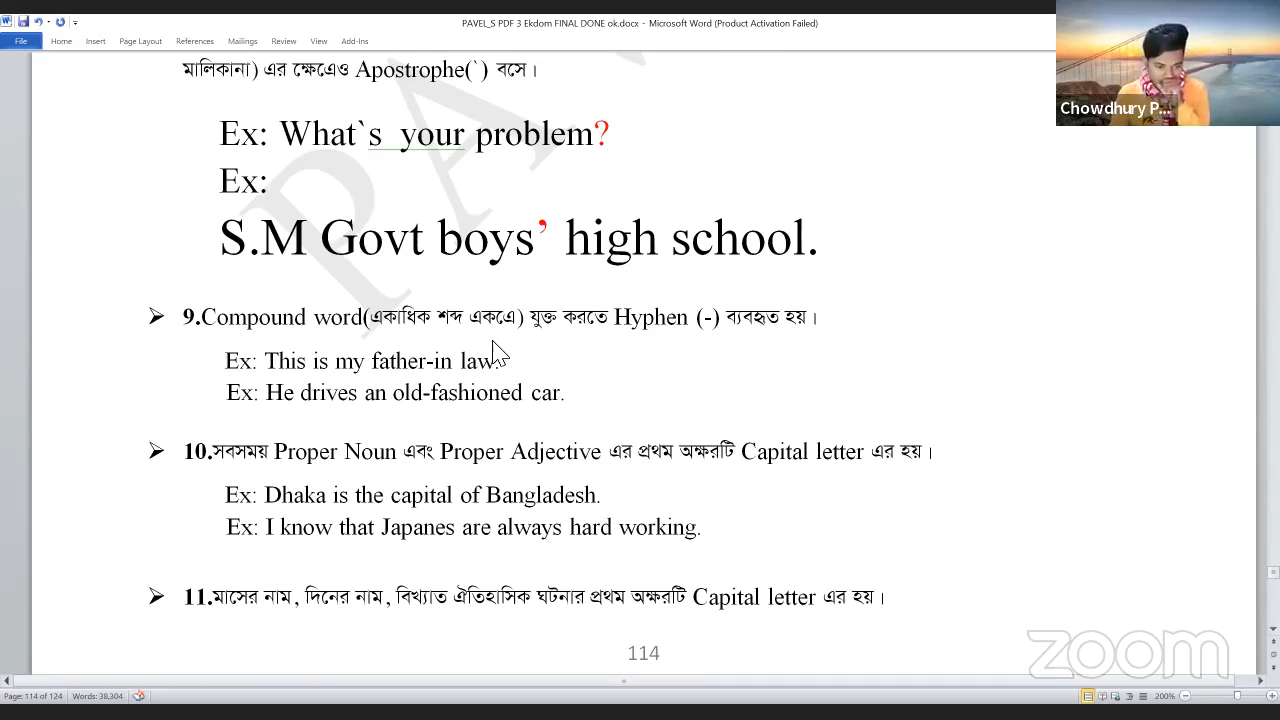 PAVEL_S PDF 3 Ekdom FINAL DONE ok.docx - Microsoft Word (Product Activation Failed)
File Home Insert Page Layout References Mailings Review View Add-Ins
মালিকানা) এর ক্ষেএেও Apostrophe(`) বসে।
Chowdhury P...
Ex: What`s your problem?
Ex:
S.M Govt boys’ high school.
9.Compound word(একাধিক শব্দ একএে) যুক্ত করতে Hyphen (-) ব্যবহৃত হয়।
Ex: This is my father-in law.
Ex: He drives an old-fashioned car.
10.সবসময় Proper Noun এবং Proper Adjective এর প্রথম অক্ষরটি Capital letter এর হয়।
Ex: Dhaka is the capital of Bangladesh.
Ex: I know that Japanes are always hard working.
11.মাসের নাম, দিনের নাম, বিখ্যাত ঐতিহাসিক ঘটনার প্রথম অক্ষরটি Capital letter এর হয়।
114
zoom
Page: 114 of 124 Words: 38,304 200%